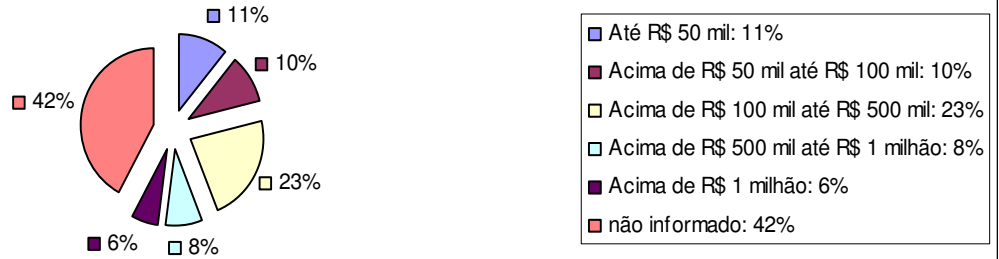 11%
10%
23%
8%
6%
42%
Até R$ 50 mil: 11%
Acima de R$ 50 mil até R$ 100 mil: 10%
Acima de R$ 100 mil até R$ 500 mil: 23%
Acima de R$ 500 mil até R$ 1 milhão: 8%
Acima de R$ 1 milhão: 6%
não informado: 42%